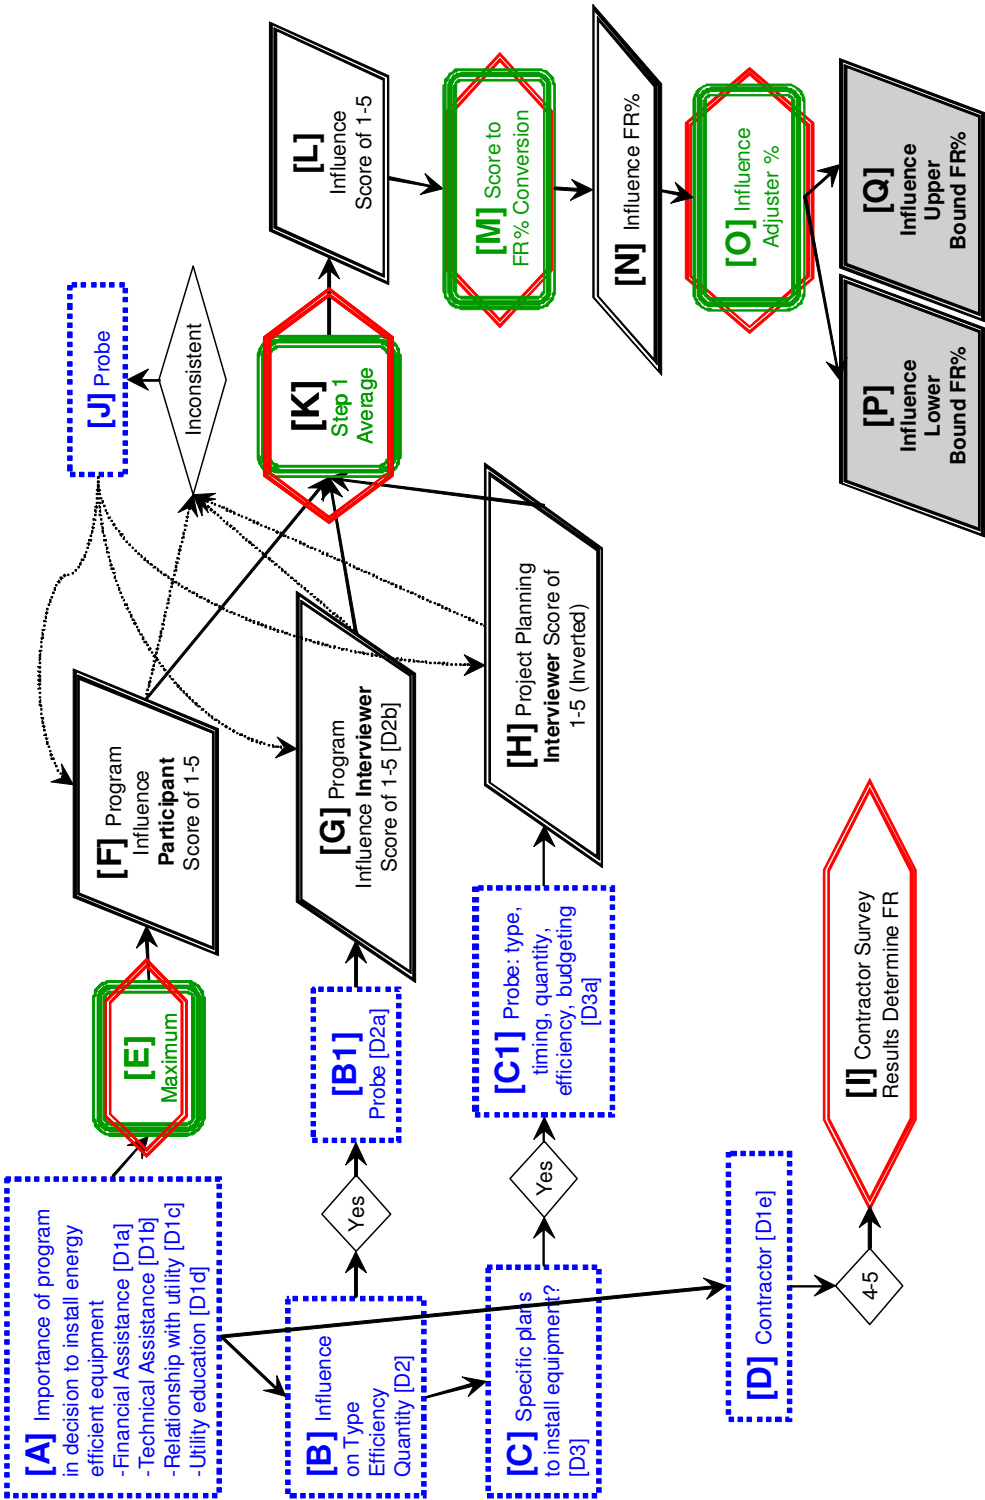 [A] Importance of program
in decision to install energy
efficient equipment
-Financial Assistance [D1a]
-Technical Assistance [D1b]
-Relationship with utility [D1c]
-Utility education [D1d]
[E]
Maximum
[F] Program
Influence
Participant
Score of 1-5
[J] Probe
Inconsistent
[B] Influence
on Type
Efficiency
Quantity [D2]
Yes
[B1]
Probe [D2a]
[G] Program
Influence Interviewer
Score of 1-5 [D2b]
[K]
Step 1
Average
[L]
Influence
Score of 1-5
[C] Specific plans
to install equipment?
[D3]
Yes
[C1] Probe: type,
timing, quantity,
efficiency, budgeting
[D3a]
[H] Project Planning
Interviewer Score of
1-5 (Inverted)
[M] Score to
FR% Conversion
[N] Influence FR%
[D] Contractor [D1e]
[O] Influence
Adjuster %
4-5
[I] Contractor Survey
Results Determine FR
[P]
Influence
Lower
Bound FR%
[Q]
Influence
Upper
Bound FR%